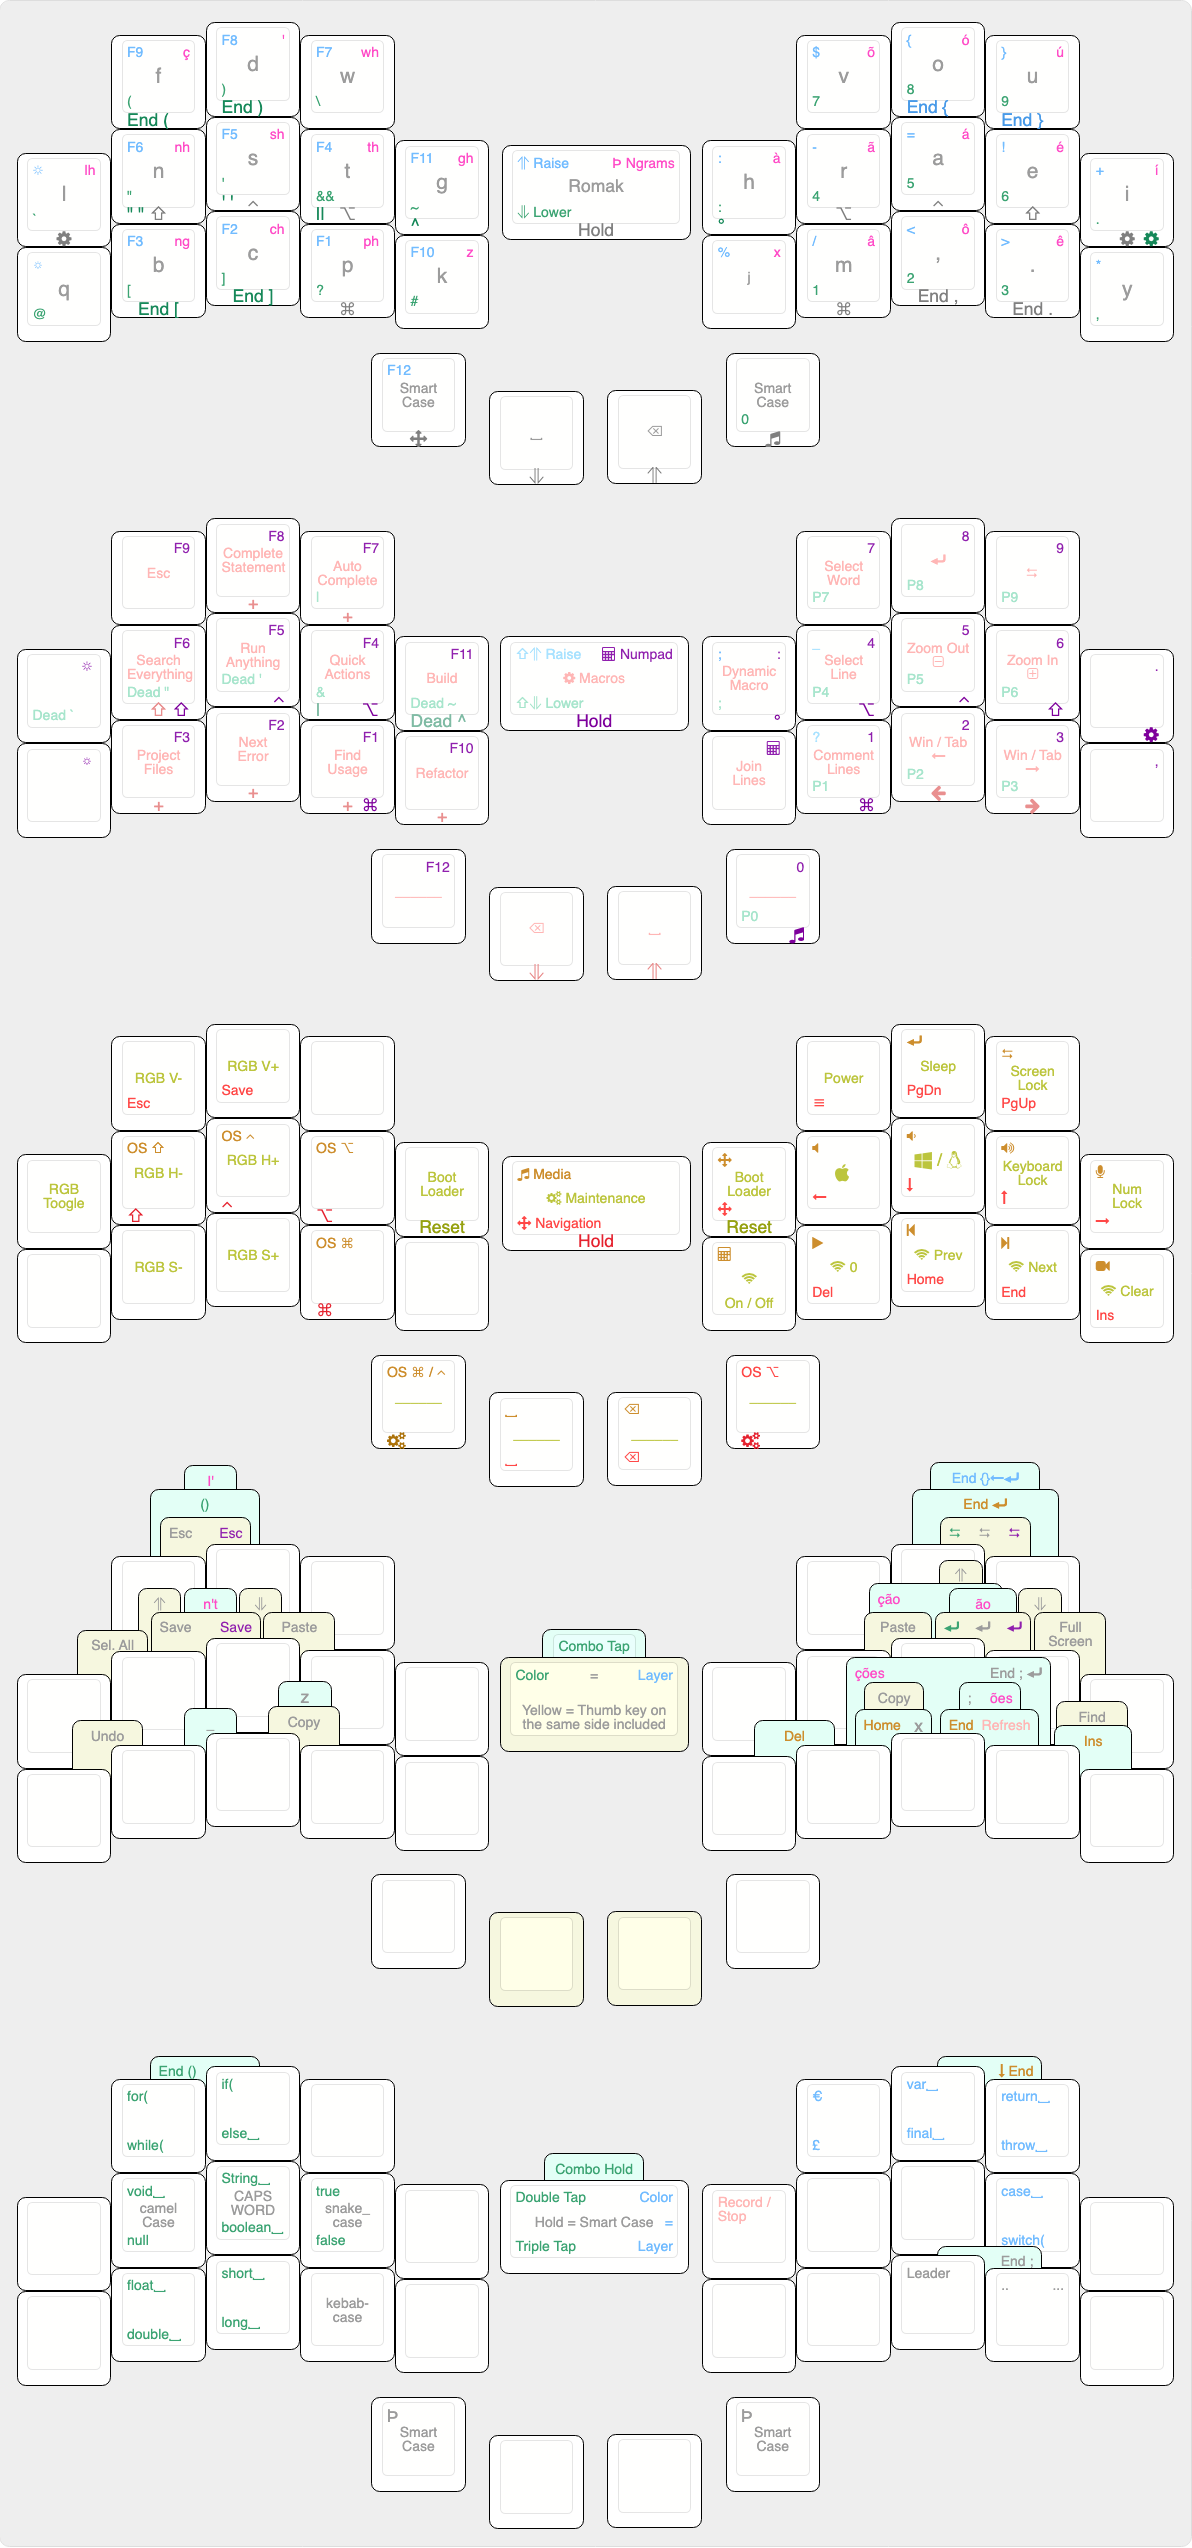 F9 ç
f
(
End (
F8 '
d
)
End )
F7 wh
w
\
$ õ
v
7
{ ó
o
8
End {
} ú
u
9
End }
lh
l
`
F6 nh
n
"
" "
F5 sh
s
'
' '
F4 th
t
&&
||
F11 gh
g
~
^
⇑ Raise Þ Ngrams
Romak
⇓ Lower
Hold
: à
h
:
°
- ã
r
4
= á
a
5
! é
e
6
+ í
i
.
q
@
F3 ng
b
[
End [
F2 ch
c
]
End ]
F1 ph
p
?
⌘
F10 z
k
#
% x
j
/ â
m
1
⌘
< ô
,
2
End ,
> ê
.
3
End .
*
y
,
F12
Smart
Case
Smart
Case
0
F9
Esc
F8
Complete
Statement
+
F7
Auto
Complete
|
+
7
Select
Word
P7
8
P8
9
P9
Dead `
F6
Search
Everything
Dead "
F5
Run
Anything
Dead '
F4
Quick
Actions
&
|
F11
Build
Dead ~
Dead ^
⇧⇑ Raise Numpad
Macros
⇧⇓ Lower
Hold
; :
Dynamic
Macro
;
°
_ 4
Select
Line
P4
5
Zoom Out
P5
6
Zoom In
P6
.
F3
Project
Files
+
F2
Next
Error
+
F1
Find
Usage
+ ⌘
F10
Refactor
+
Join
Lines
? 1
Comment
Lines
P1
⌘
2
Win / Tab
←
P2
3
Win / Tab
→
P3
,
F12
0
P0
RGB V-
Esc
RGB V+
Save
Power
≡
Sleep
PgDn
Screen
Lock
PgUp
RGB
Toogle
OS ⇧
RGB H-
OS ^
RGB H+
^
OS ⌥
⌥
Boot
Loader
Reset
Media
Maintenance
Navigation
Hold
Boot
Loader
Reset
←
/
↓
Keyboard
Lock
↑
Num
Lock
→
RGB S-
RGB S+
OS ⌘
⌘
On / Off
0
Del
Prev
Home
Next
End
Clear
Ins
OS ⌘ / ^
OS ⌥
I'
()
Esc Esc
End {}←↵
End ↵
n't
Save Save
Paste
Sel. All
ção
ão
Paste
Full
Screen
Combo Tap
Color = Layer
Yellow = Thumb key on
the same side included
ções End ; ↵
z
Copy
_
Undo
Copy
; ões
Find
Home x
End Refresh
Del
Ins
End ()
for(
while(
if(
else
€
£
var
final
↓ End
return
throw
Combo Hold
Double Tap Color
Hold = Smart Case =
Triple Tap Layer
void
camel
Case
null
String
CAPS
WORD
boolean
true
snake_
case
false
Record /
Stop
case
switch(
float
double
short
long
kebab-
case
Leader
End ;
.. ...
Þ
Smart
Case
Þ
Smart
Case